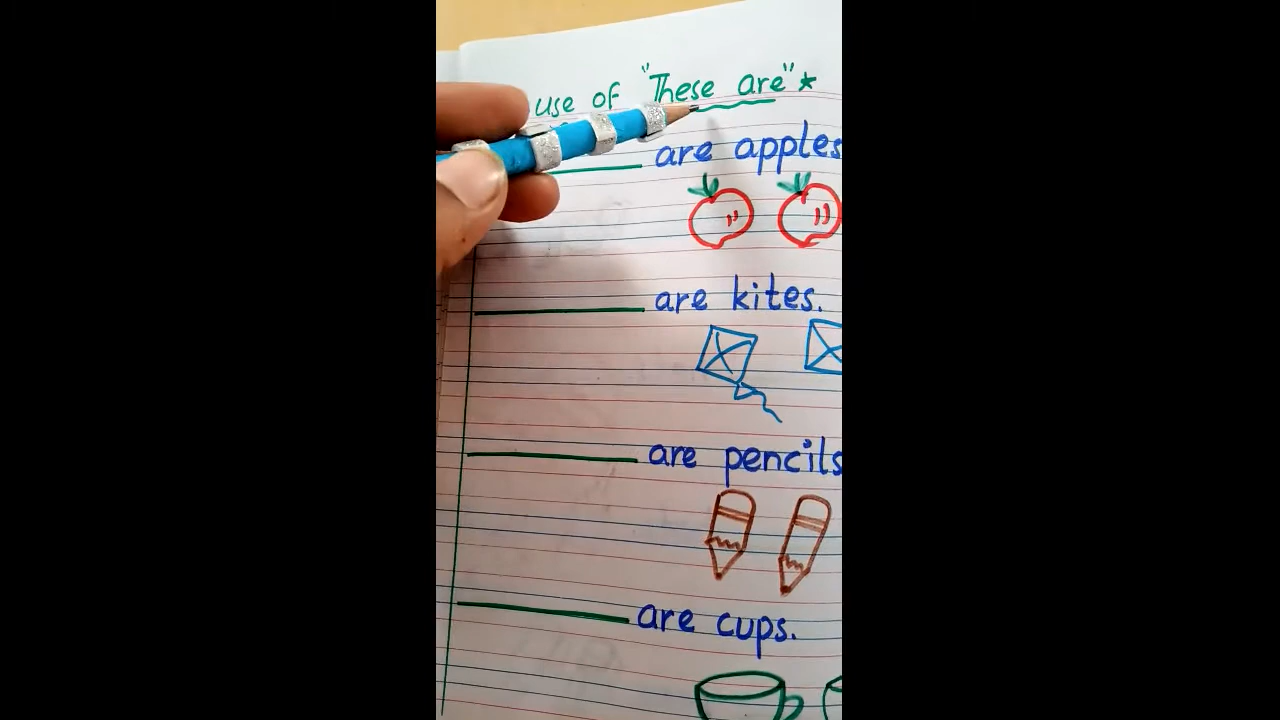 use of "These are"
are apples
are kites.
are pencils
are cups.